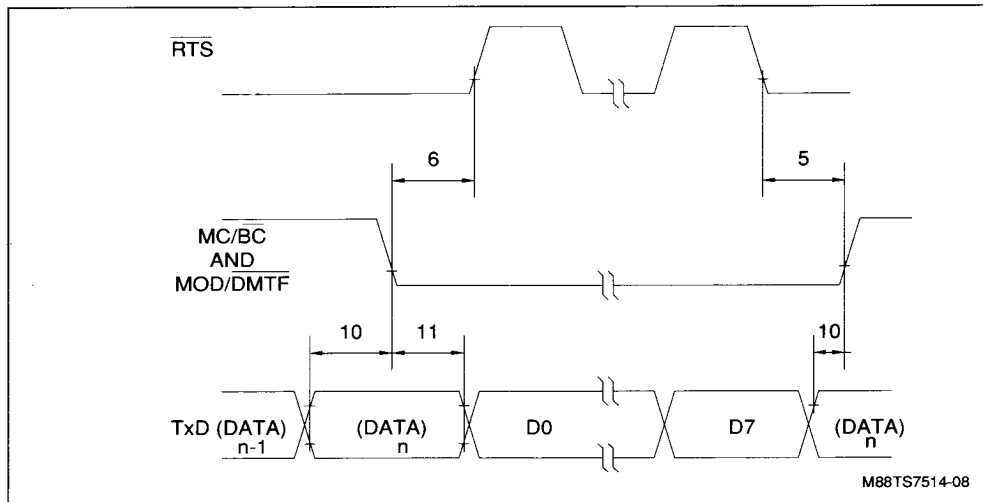 RTS
6
5
MC/BC
AND
MOD/DMTF
10
11
10
TxD (DATA) n-1
(DATA) n
D0
D7
(DATA) n
M88TS7514-08